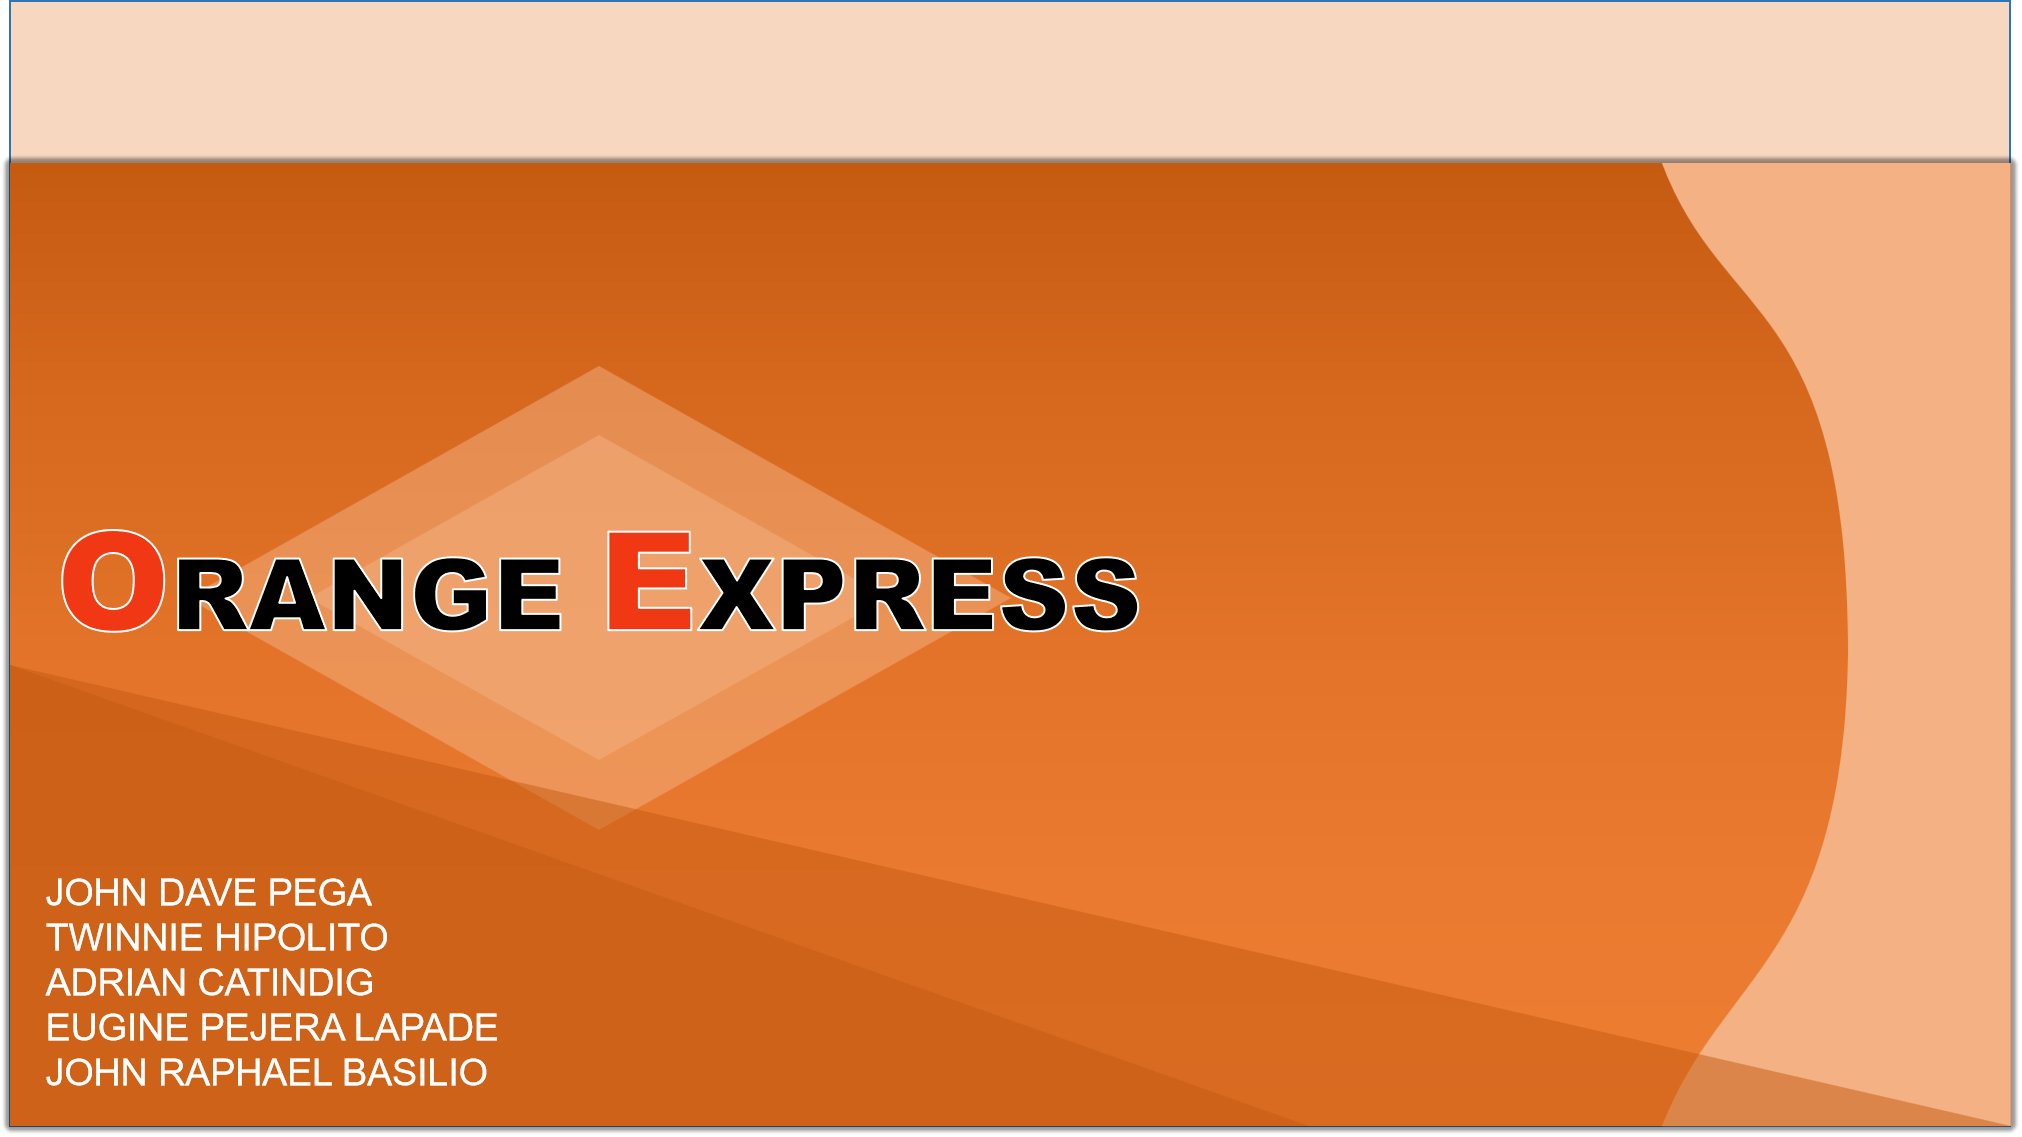 ORANGE EXPRESS
JOHN DAVE PEGA
TWINNIE HIPOLITO
ADRIAN CATINDIG
EUGINE PEJERA LAPADE
JOHN RAPHAEL BASILIO